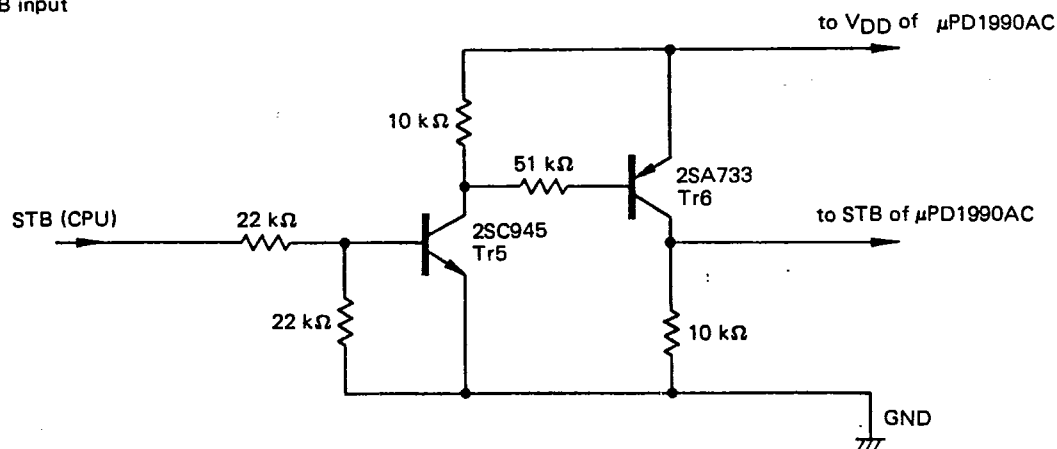 B input
to VDD of μPD1990AC
10 kΩ
51 kΩ
2SA733
Tr6
STB (CPU)
22 kΩ
2SC945
Tr5
to STB of μPD1990AC
22 kΩ
10 kΩ
GND